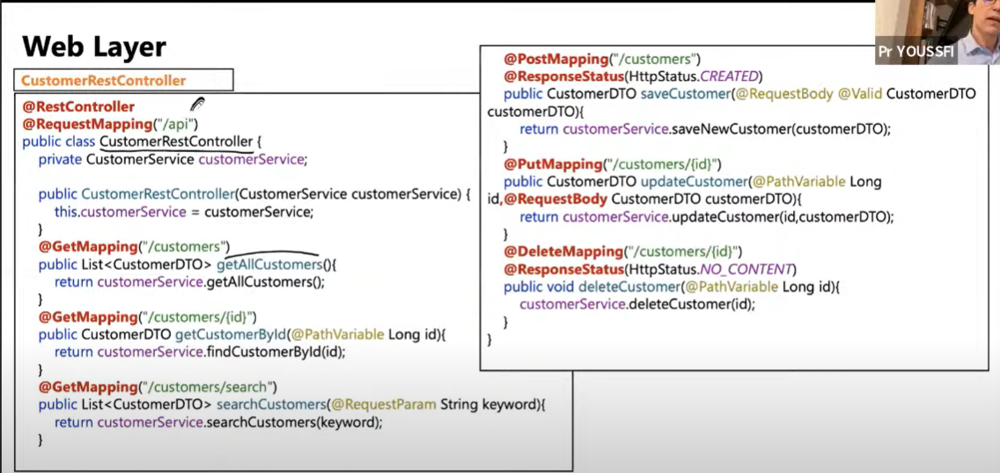 Web Layer
CustomerRestController
@RestController
@RequestMapping("/api")
public class CustomerRestController {
private CustomerService customerService;
public CustomerRestController(CustomerService customerService) {
this.customerService = customerService;
}
@GetMapping("/customers")
public List<CustomerDTO> getAllCustomers(){
return customerService.getAllCustomers();
}
@GetMapping("/customers/{id}")
public CustomerDTO getCustomerById(@PathVariable Long id){
return customerService.findCustomerById(id);
}
@GetMapping("/customers/search")
public List<CustomerDTO> searchCustomers(@RequestParam String keyword){
return customerService.searchCustomers(keyword);
}
@PostMapping("/customers")
@ResponseStatus(HttpStatus.CREATED)
public CustomerDTO saveCustomer(@RequestBody @Valid CustomerDTO
customerDTO){
return customerService.saveNewCustomer(customerDTO);
}
@PutMapping("/customers/{id}")
public CustomerDTO updateCustomer(@PathVariable Long
id,@RequestBody CustomerDTO customerDTO){
return customerService.updateCustomer(id,customerDTO);
}
@DeleteMapping("/customers/{id}")
@ResponseStatus(HttpStatus.NO_CONTENT)
public void deleteCustomer(@PathVariable Long id){
customerService.deleteCustomer(id);
}
}
Pr YOUSSFI